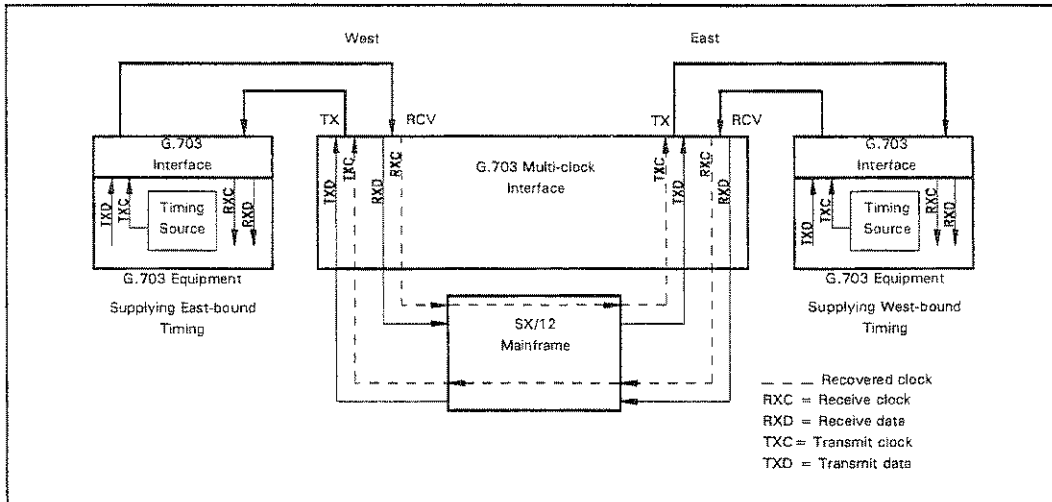 West
East
TX
RCV
TX
RCV
G.703
Interface
TXD
TXC
Timing
Source
RXC
RXD
G.703 Equipment
Supplying East-bound
Timing
TXD
TXC
RXD
RXC
G.703 Multi-clock
Interface
TXC
TXD
RXC
RXD
SX/12
Mainframe
G.703
Interface
TXD
TXC
Timing
Source
RXC
RXD
G.703 Equipment
Supplying West-bound
Timing
Recovered clock
RXC = Receive clock
RXD = Receive data
TXC = Transmit clock
TXD = Transmit data